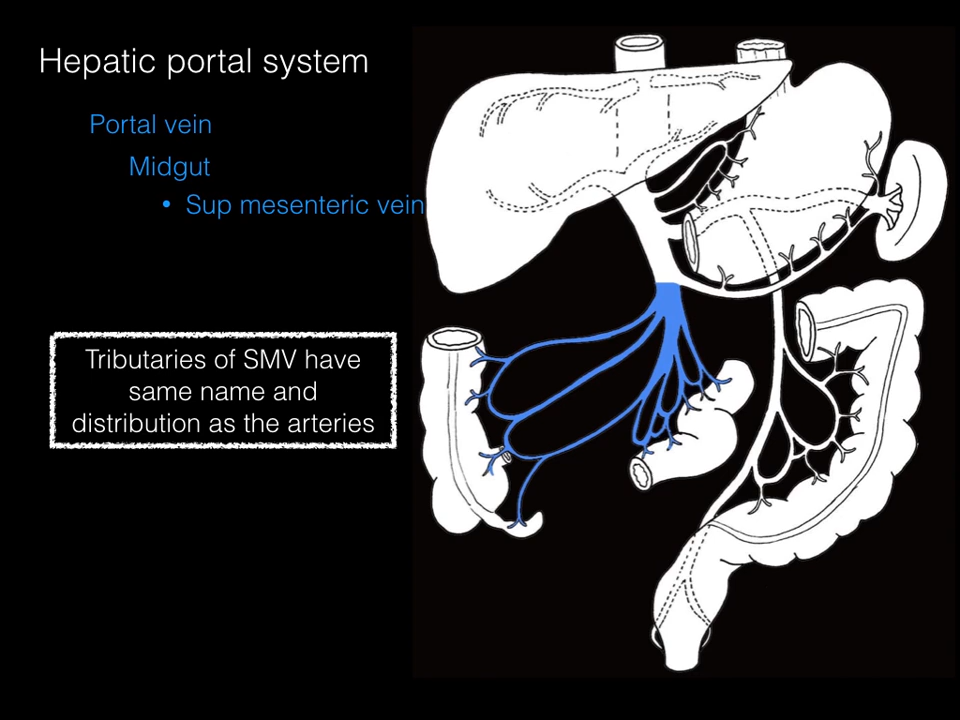 Hepatic portal system
Portal vein
Midgut
• Sup mesenteric vein
Tributaries of SMV have
same name and
distribution as the arteries